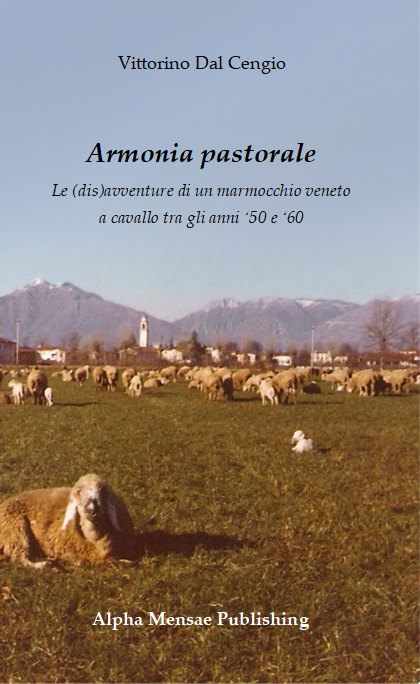 Vittorino Dal Cengio
Armonia pastorale
Le (dis)avventure di un marmocchio veneto
a cavallo tra gli anni ‘50 e ‘60
Alpha Mensae Publishing